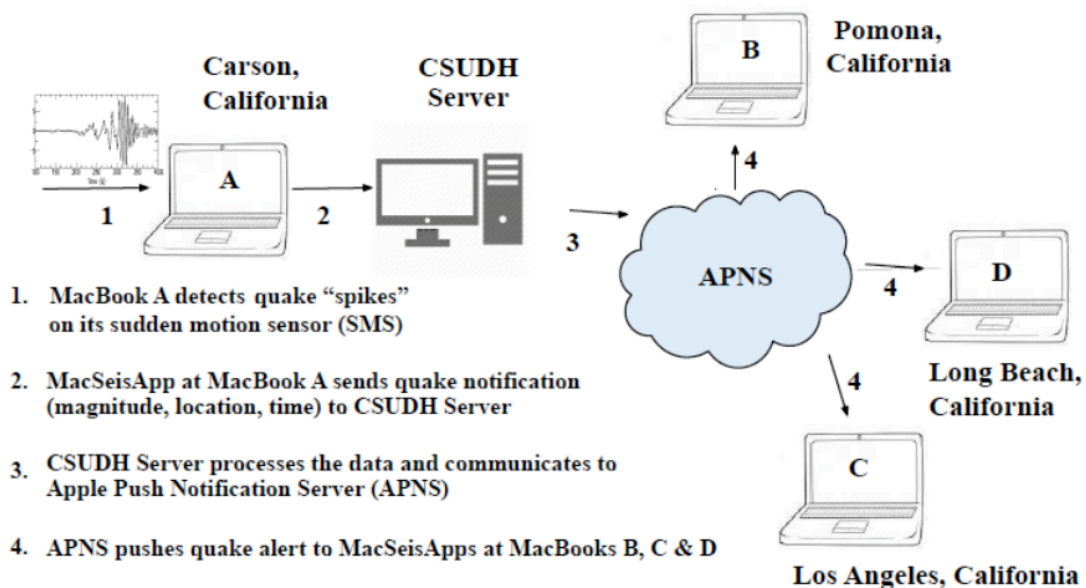 Carson,
California
CSUDH
Server
Pomona,
California
B
A
1
2
3
4
APNS
4
D
4
Long Beach,
California
C
Los Angeles, California
1. MacBook A detects quake “spikes”
on its sudden motion sensor (SMS)
2. MacSeisApp at MacBook A sends quake notification
(magnitude, location, time) to CSUDH Server
3. CSUDH Server processes the data and communicates to
Apple Push Notification Server (APNS)
4. APNS pushes quake alert to MacSeisApps at MacBooks B, C & D